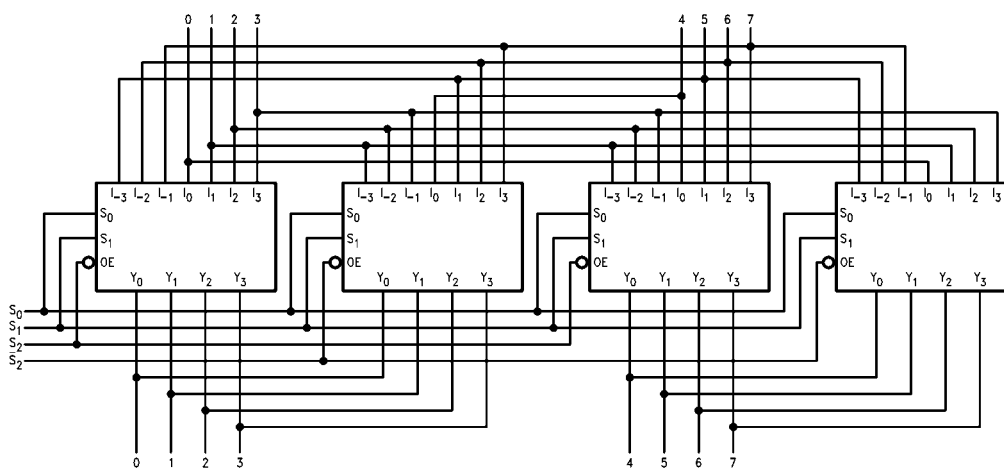 0 1 2 3 4 5 6 7
I₋₃ I₋₂ I₋₁ I₀ I₁ I₂ I₃ I₋₃ I₋₂ I₋₁ I₀ I₁ I₂ I₃ I₋₃ I₋₂ I₋₁ I₀ I₁ I₂ I₃ I₋₃ I₋₂ I₋₁ I₀ I₁ I₂ I₃
S₀ S₀ S₀ S₀
S₁ S₁ S₁ S₁
OE OE OE OE
Y₀ Y₁ Y₂ Y₃ Y₀ Y₁ Y₂ Y₃ Y₀ Y₁ Y₂ Y₃ Y₀ Y₁ Y₂ Y₃
S₀
S₁
S₂
S̅₂
0 1 2 3 4 5 6 7